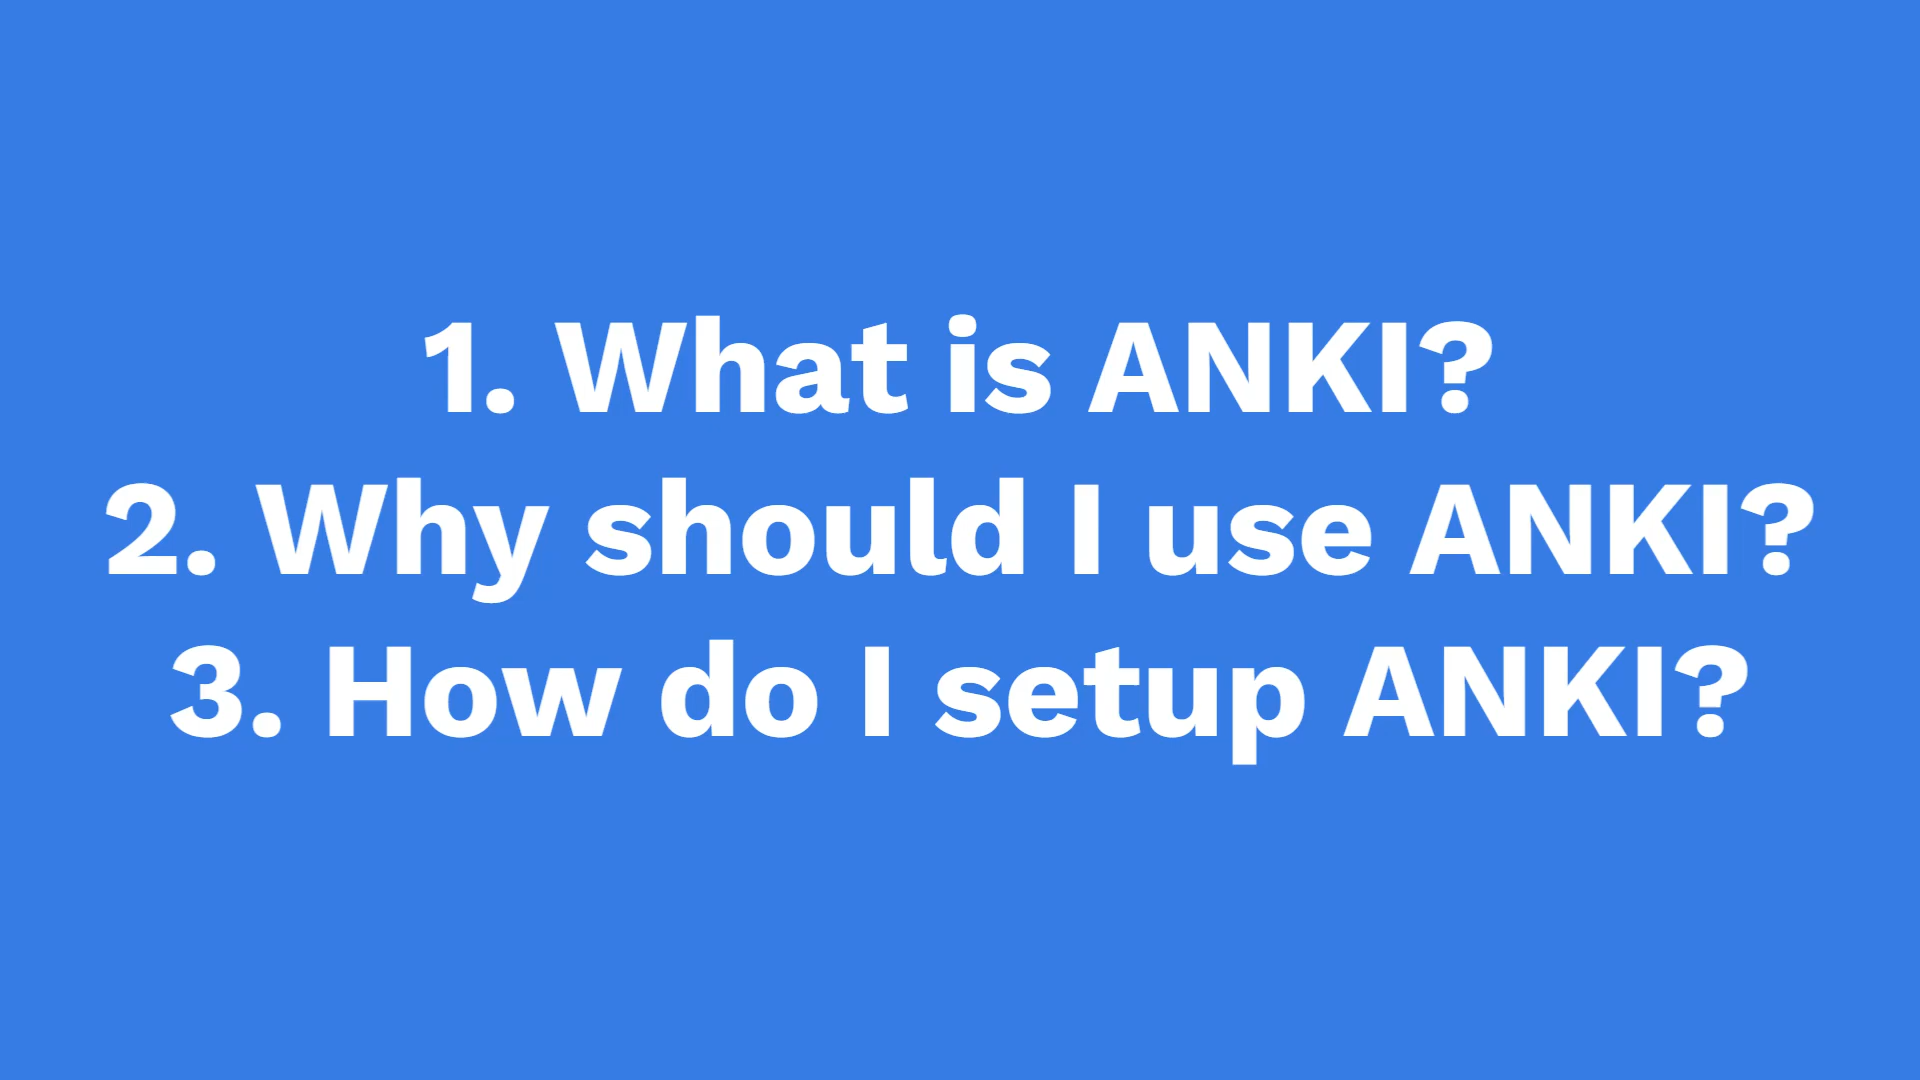 1. What is ANKI?
2. Why should I use ANKI?
3. How do I setup ANKI?